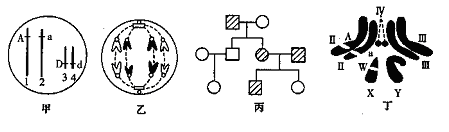 A a D d
1 2 3 4
甲
乙
丙
IV
II A III
II a III
W
X Y
丁